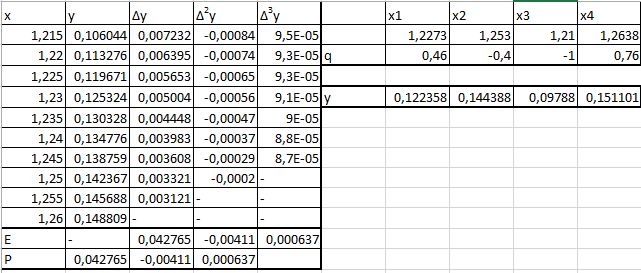 x y Δy Δ²y Δ³y x1 x2 x3 x4
1,215 0,106044 0,007232 -0,00084 9,5E-05 1,2273 1,253 1,21 1,2638
1,22 0,113276 0,006395 -0,00074 9,3E-05 q 0,46 -0,4 -1 0,76
1,225 0,119671 0,005653 -0,00065 9,3E-05
1,23 0,125324 0,005004 -0,00056 9,1E-05 y 0,122358 0,144388 0,09788 0,151101
1,235 0,130328 0,004448 -0,00047 9E-05
1,24 0,134776 0,003983 -0,00037 8,8E-05
1,245 0,138759 0,003608 -0,00029 8,7E-05
1,25 0,142367 0,003321 -0,0002 -
1,255 0,145688 0,003121 - -
1,26 0,148809 - - -
E - 0,042765 -0,00411 0,000637
P 0,042765 -0,00411 0,000637